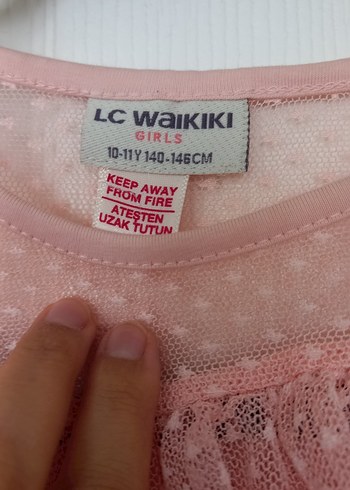 LC WAIKIKI
GIRLS
10-11Y 140-146CM
KEEP AWAY
FROM FIRE
ATEŞTEN
UZAK TUTUN